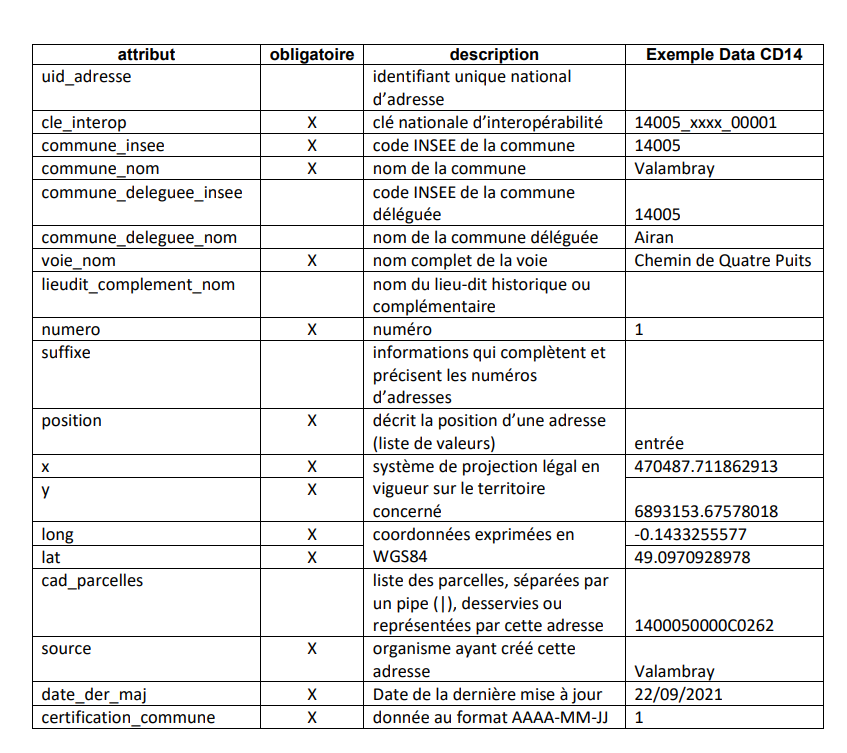 attribut obligatoire description Exemple Data CD14
uid_adresse identifiant unique national
d’adresse
cle_interop X clé nationale d’interopérabilité 14005_xxxx_00001
commune_insee X code INSEE de la commune 14005
commune_nom X nom de la commune Valambray
commune_deleguee_insee code INSEE de la commune
déléguée 14005
commune_deleguee_nom nom de la commune déléguée Airan
voie_nom X nom complet de la voie Chemin de Quatre Puits
lieudit_complement_nom nom du lieu-dit historique ou
complémentaire
numero X numéro 1
suffixe informations qui complètent et
précisent les numéros
d’adresses
position X décrit la position d’une adresse
(liste de valeurs) entrée
x X système de projection légal en 470487.711862913
y X vigueur sur le territoire
concerné 6893153.67578018
long X coordonnées exprimées en -0.1433255577
lat X WGS84 49.0970928978
cad_parcelles liste des parcelles, séparées par
un pipe (|), desservies ou
représentées par cette adresse 1400050000C0262
source X organisme ayant créé cette
adresse Valambray
date_der_maj X Date de la dernière mise à jour 22/09/2021
certification_commune X donnée au format AAAA-MM-JJ 1